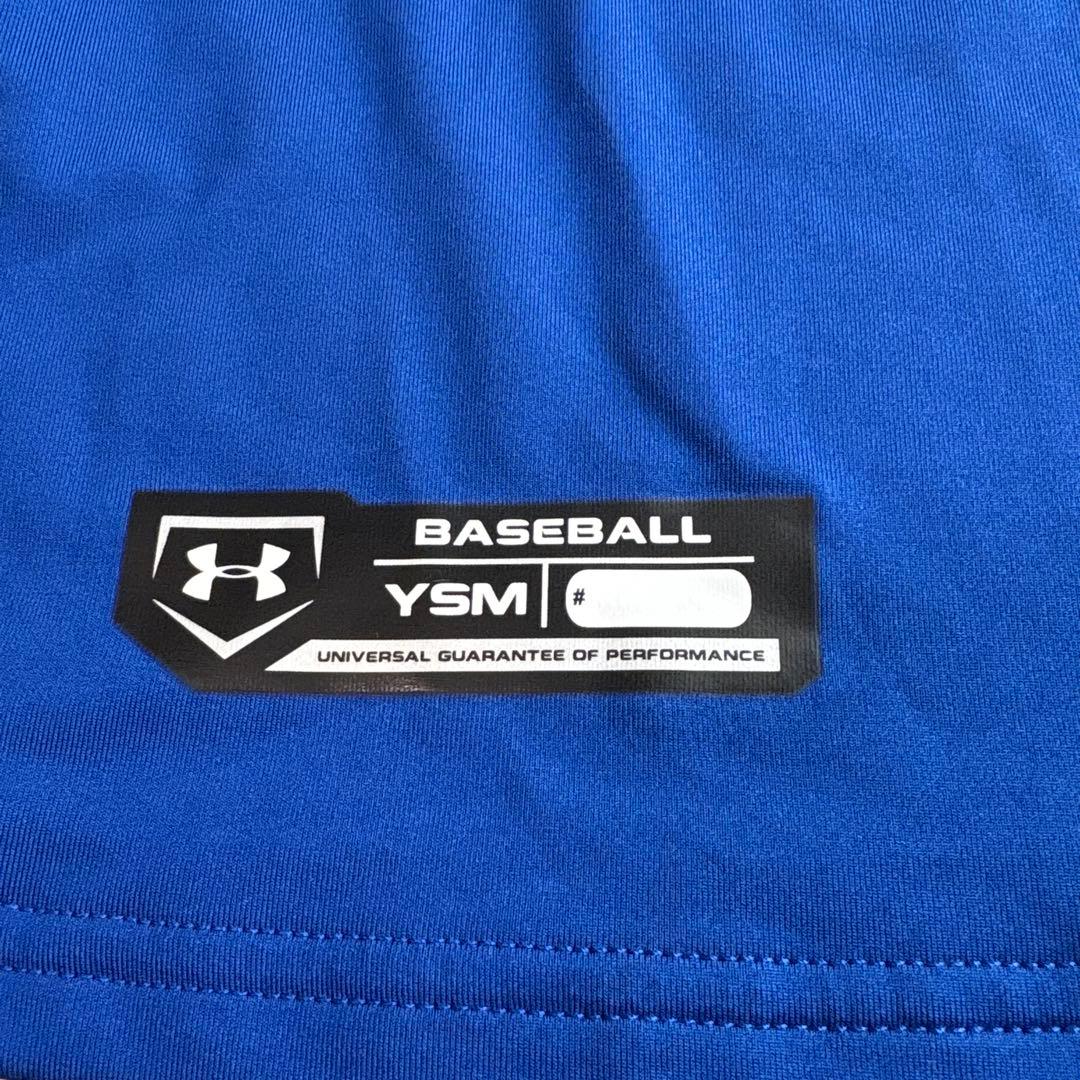 BASEBALL
YSM #
UNIVERSAL GUARANTEE OF PERFORMANCE